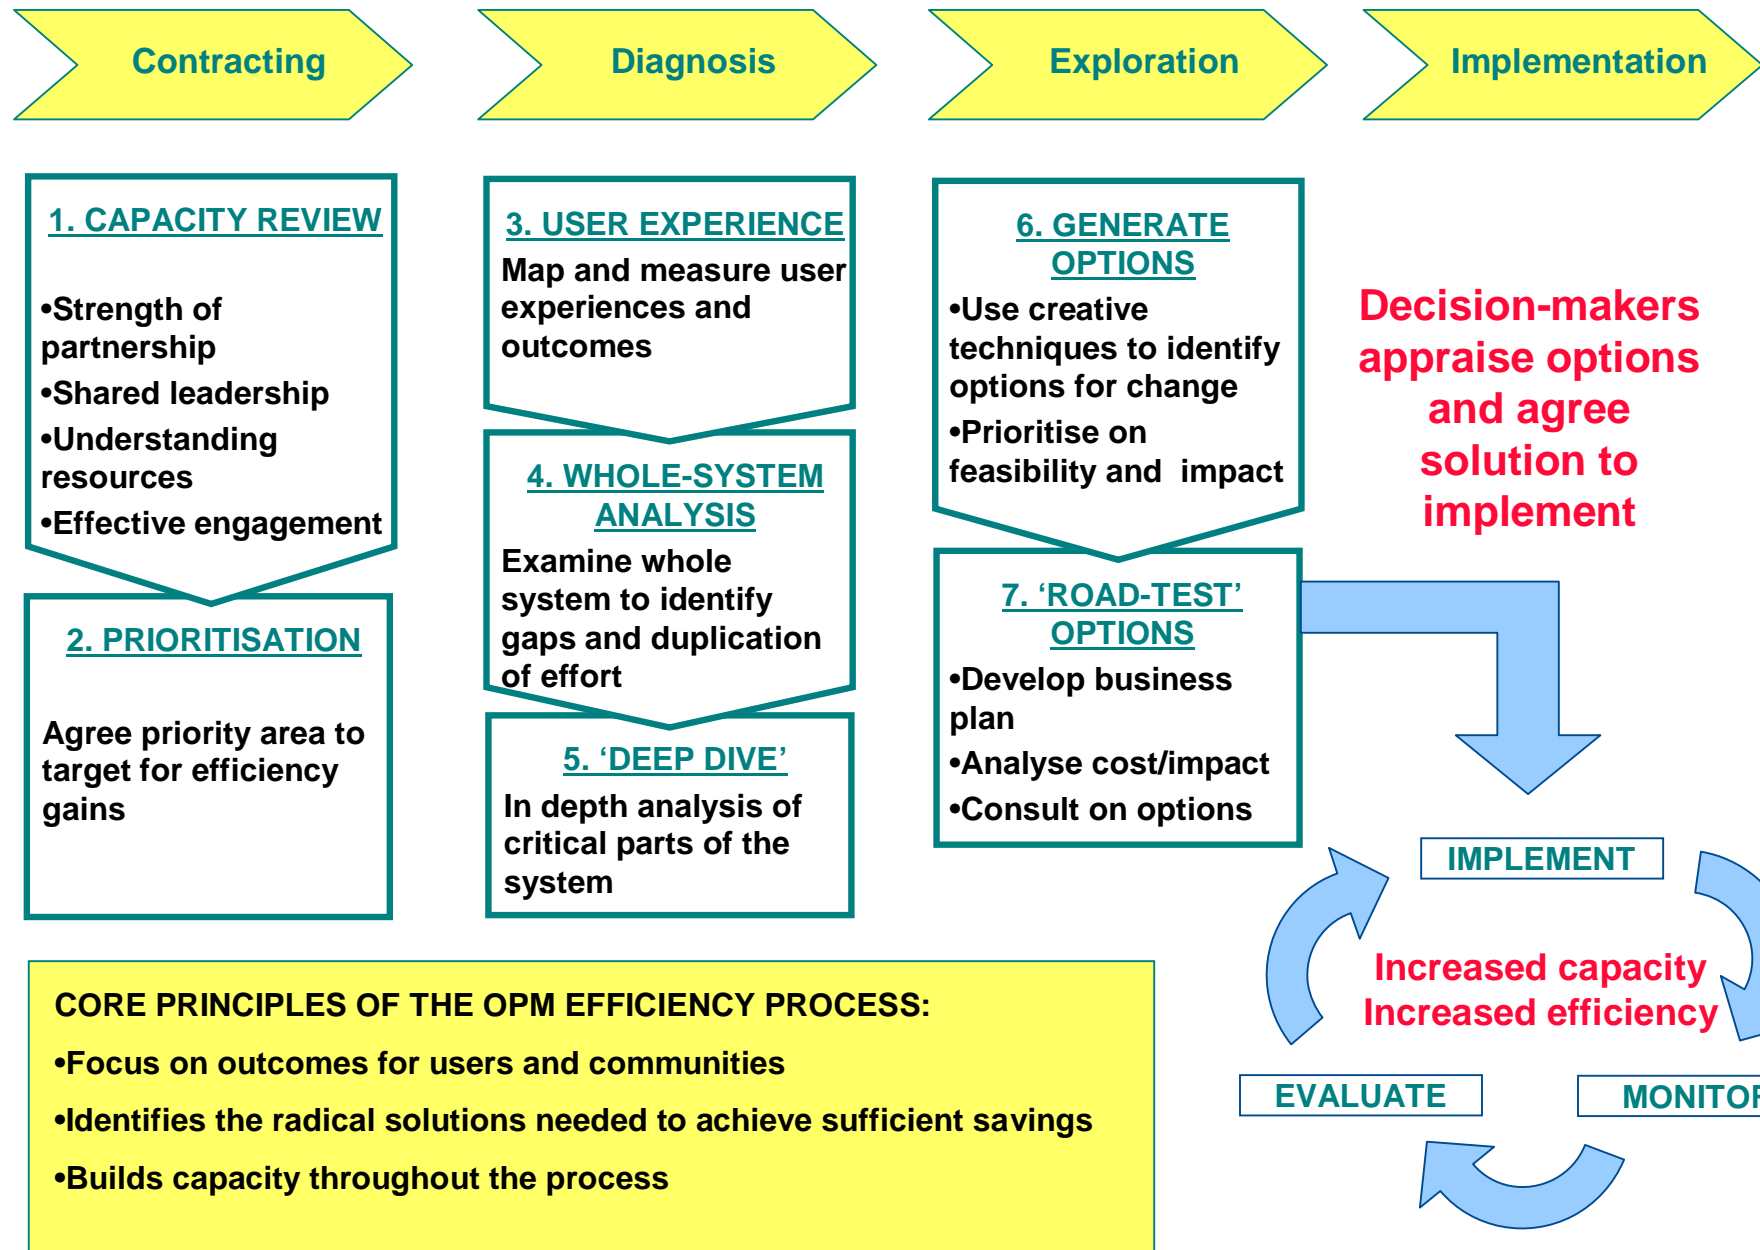 Contracting
Diagnosis
Exploration
Implementation
1. CAPACITY REVIEW
•Strength of
partnership
•Shared leadership
•Understanding
resources
•Effective engagement
2. PRIORITISATION
Agree priority area to
target for efficiency
gains
3. USER EXPERIENCE
Map and measure user
experiences and
outcomes
4. WHOLE-SYSTEM
ANALYSIS
Examine whole
system to identify
gaps and duplication
of effort
5. ‘DEEP DIVE’
In depth analysis of
critical parts of the
system
6. GENERATE
OPTIONS
•Use creative
techniques to identify
options for change
•Prioritise on
feasibility and  impact
7. ‘ROAD-TEST’
OPTIONS
•Develop business
plan
•Analyse cost/impact
•Consult on options
Decision-makers
appraise options
and agree
solution to
implement
IMPLEMENT
Increased capacity
Increased efficiency
EVALUATE
MONITOR
CORE PRINCIPLES OF THE OPM EFFICIENCY PROCESS:
•Focus on outcomes for users and communities
•Identifies the radical solutions needed to achieve sufficient savings
•Builds capacity throughout the process